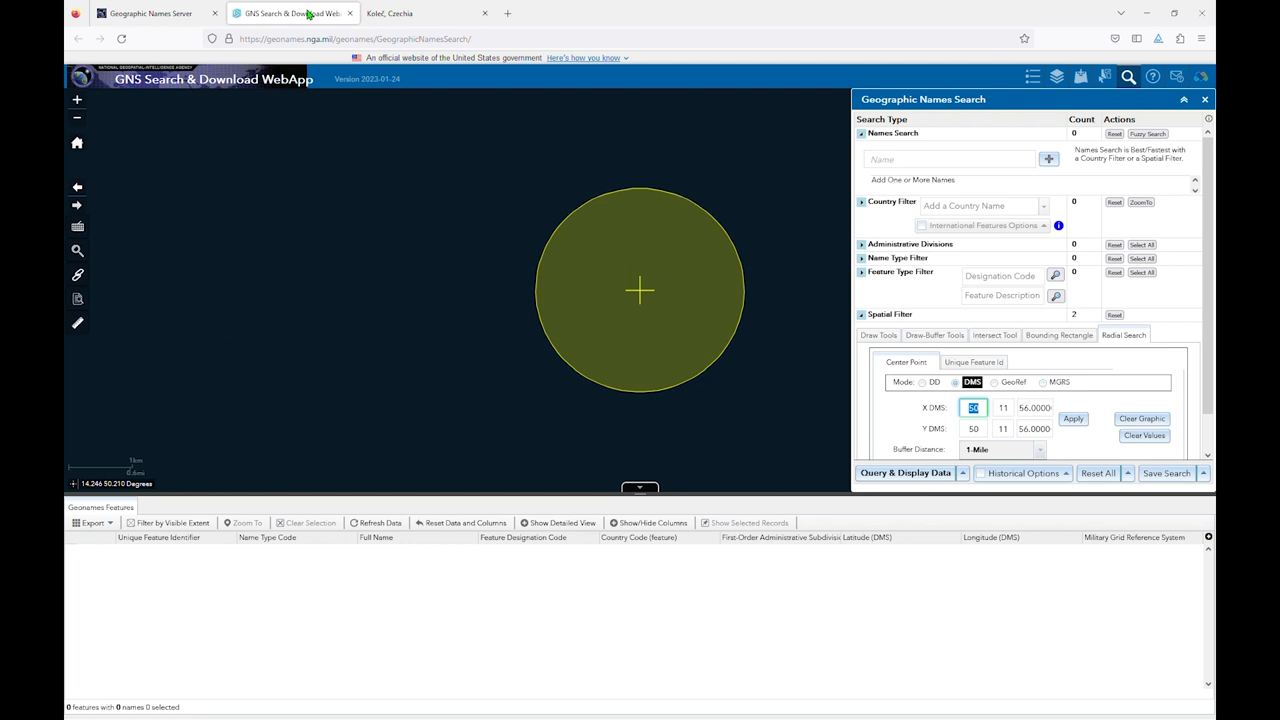 Geographic Names Server
GNS Search & Download Web
Koleč, Czechia
https://geonames.nga.mil/geonames/GeographicNamesSearch/
An official website of the United States government Here's how you know
NATIONAL GEOSPATIAL-INTELLIGENCE AGENCY
GNS Search & Download WebApp
Version 2023-01-24
Geographic Names Search
Search Type Count Actions
Names Search 0 Reset Fuzzy Search
Name
Names Search is Best/Fastest with
a Country Filter or a Spatial Filter.
Add One or More Names
Country Filter Add a Country Name 0 Reset ZoomTo
International Features Options
Administrative Divisions 0 Reset Select All
Name Type Filter 0 Reset Select All
Feature Type Filter Designation Code 0 Reset Select All
Feature Description
Spatial Filter 2 Reset
Draw Tools Draw-Buffer Tools Intersect Tool Bounding Rectangle Radial Search
Center Point Unique Feature Id
Mode: DD DMS GeoRef MGRS
X DMS: 50 11 56.0000
Apply Clear Graphic
Y DMS: 50 11 56.0000
Clear Values
Buffer Distance: 1-Mile
1km
0.6mi
14.246 50.210 Degrees
Query & Display Data Historical Options Reset All Save Search
Geonames Features
Export Filter by Visible Extent Zoom To Clear Selection Refresh Data Reset Data and Columns Show Detailed View Show/Hide Columns Show Selected Records
Unique Feature Identifier Name Type Code Full Name Feature Designation Code Country Code (feature) First-Order Administrative Subdivisi Latitude (DMS) Longitude (DMS) Military Grid Reference System
0 features with 0 names 0 selected